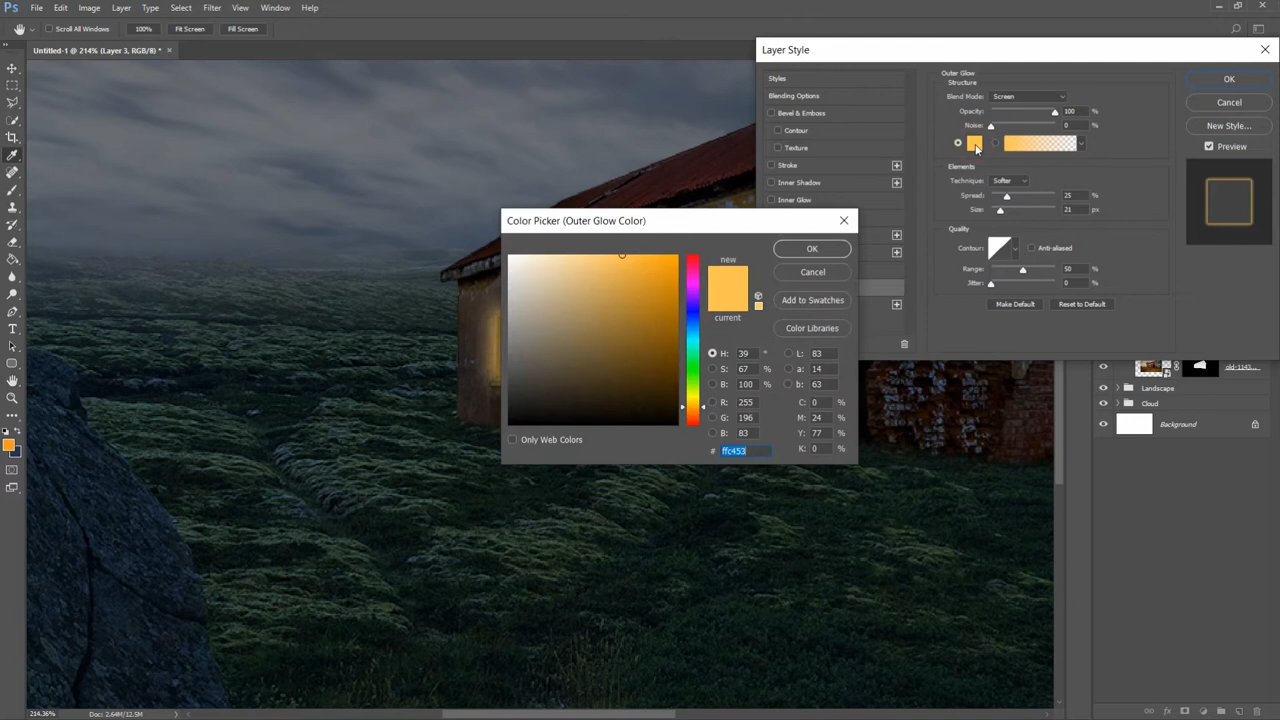 Ps File Edit Image Layer Type Select Filter View Window Help
Scroll All Windows 100% Fit Screen Fill Screen
Untitled-1 @ 214% (Layer 3, RGB/8) * ×
Layer Style
Styles
Blending Options
Bevel & Emboss
Contour
Texture
Stroke
Inner Shadow
Inner Glow
Outer Glow
Structure
Blend Mode: Screen
Opacity: 100 %
Noise: 0 %
Elements
Technique: Softer
Spread: 25 %
Size: 21 px
Quality
Contour: Anti-aliased
Range: 50 %
Jitter: 0 %
Make Default Reset to Default
OK
Cancel
New Style...
Preview
Color Picker (Outer Glow Color)
new
current
OK
Cancel
Add to Swatches
Color Libraries
H: 39 °
S: 67 %
B: 100 %
R: 255
G: 196
B: 83
# ffc453
L: 83
a: 14
b: 63
C: 0 %
M: 24 %
Y: 77 %
K: 0 %
Only Web Colors
old-1143...
Landscape
Cloud
Background
214.36% Doc: 2.64M/12.5M